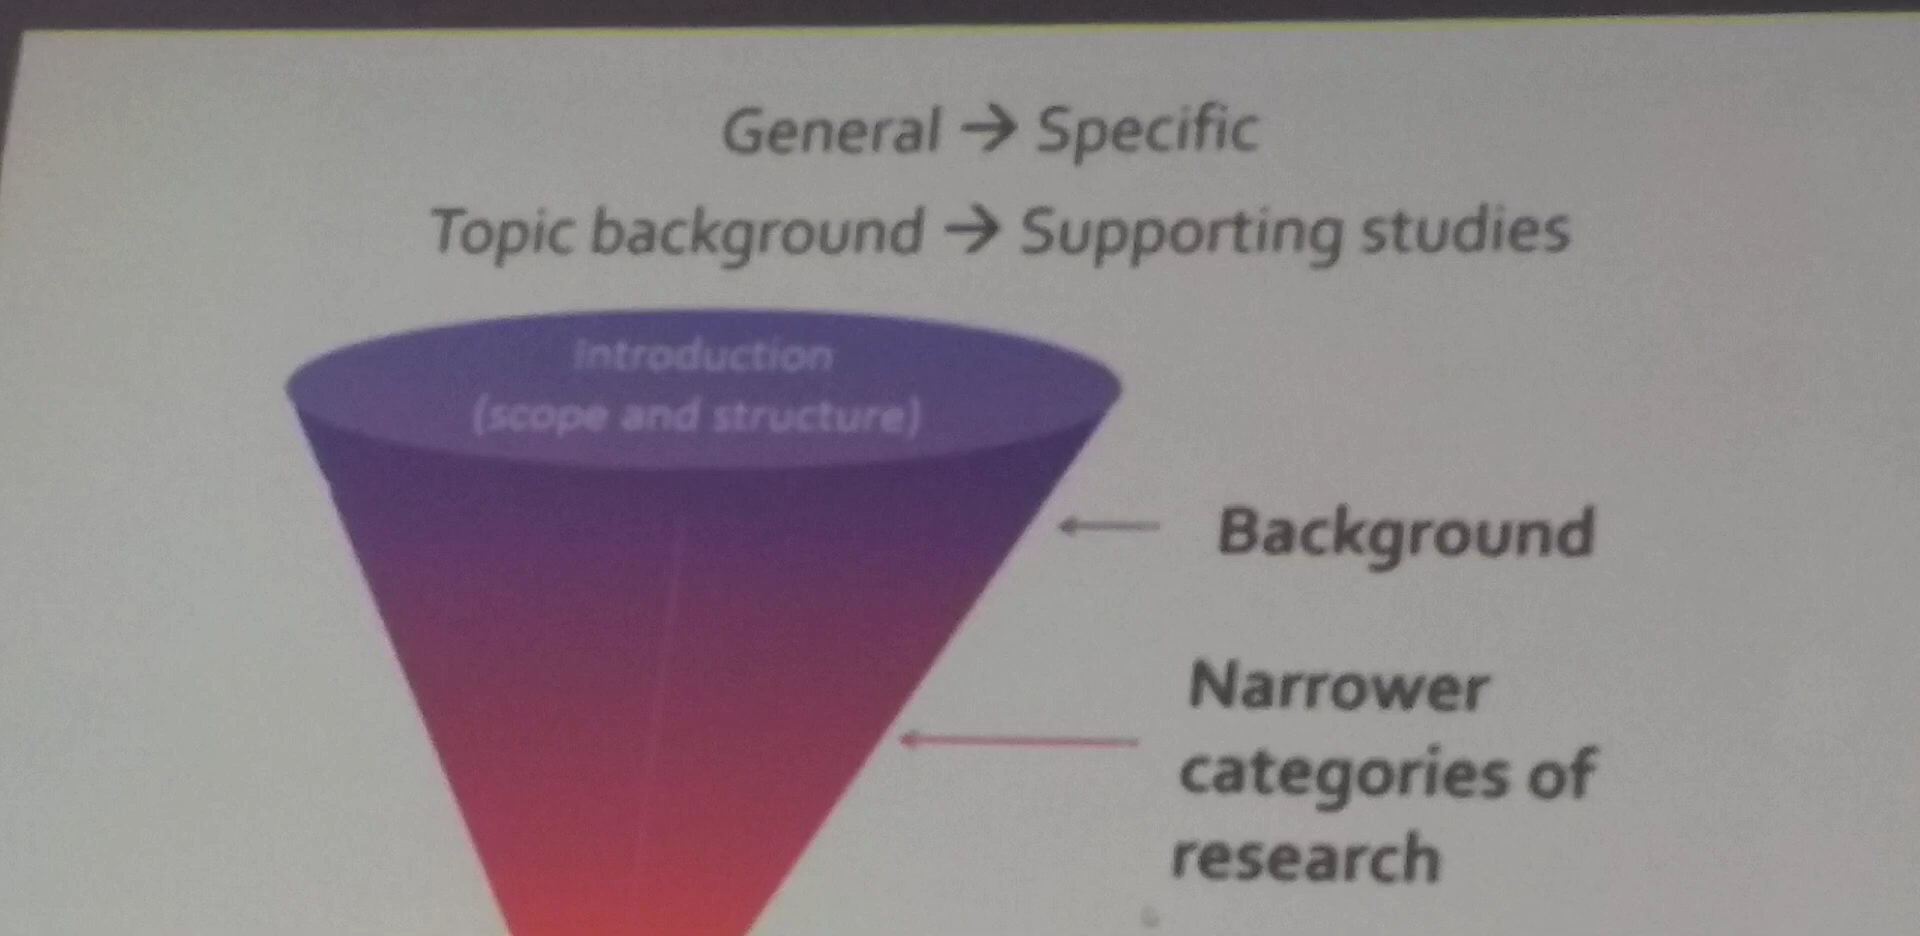 General → Specific
Topic background → Supporting studies
Introduction
(scope and structure)
Background
Narrower
categories of
research